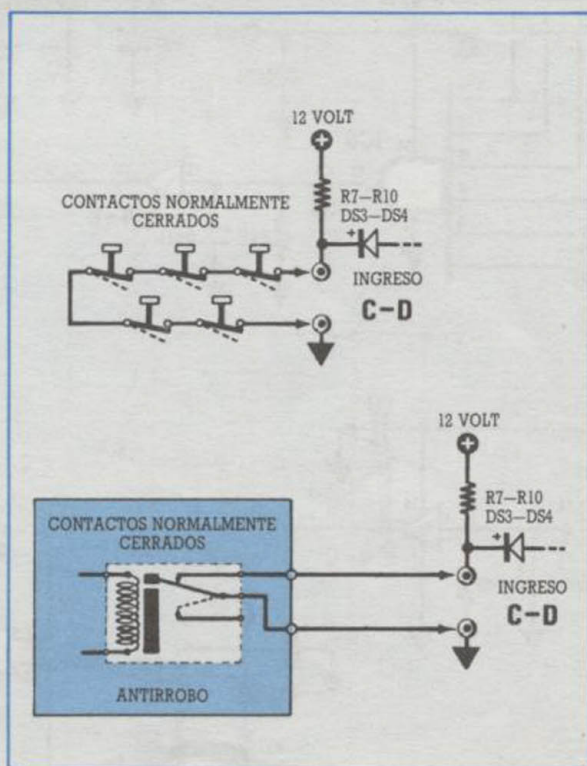 12 VOLT
CONTACTOS NORMALMENTE
CERRADOS
R7—R10
DS3—DS4
INGRESO
C-D
12 VOLT
R7—R10
DS3—DS4
CONTACTOS NORMALMENTE
CERRADOS
INGRESO
C-D
ANTIRROBO